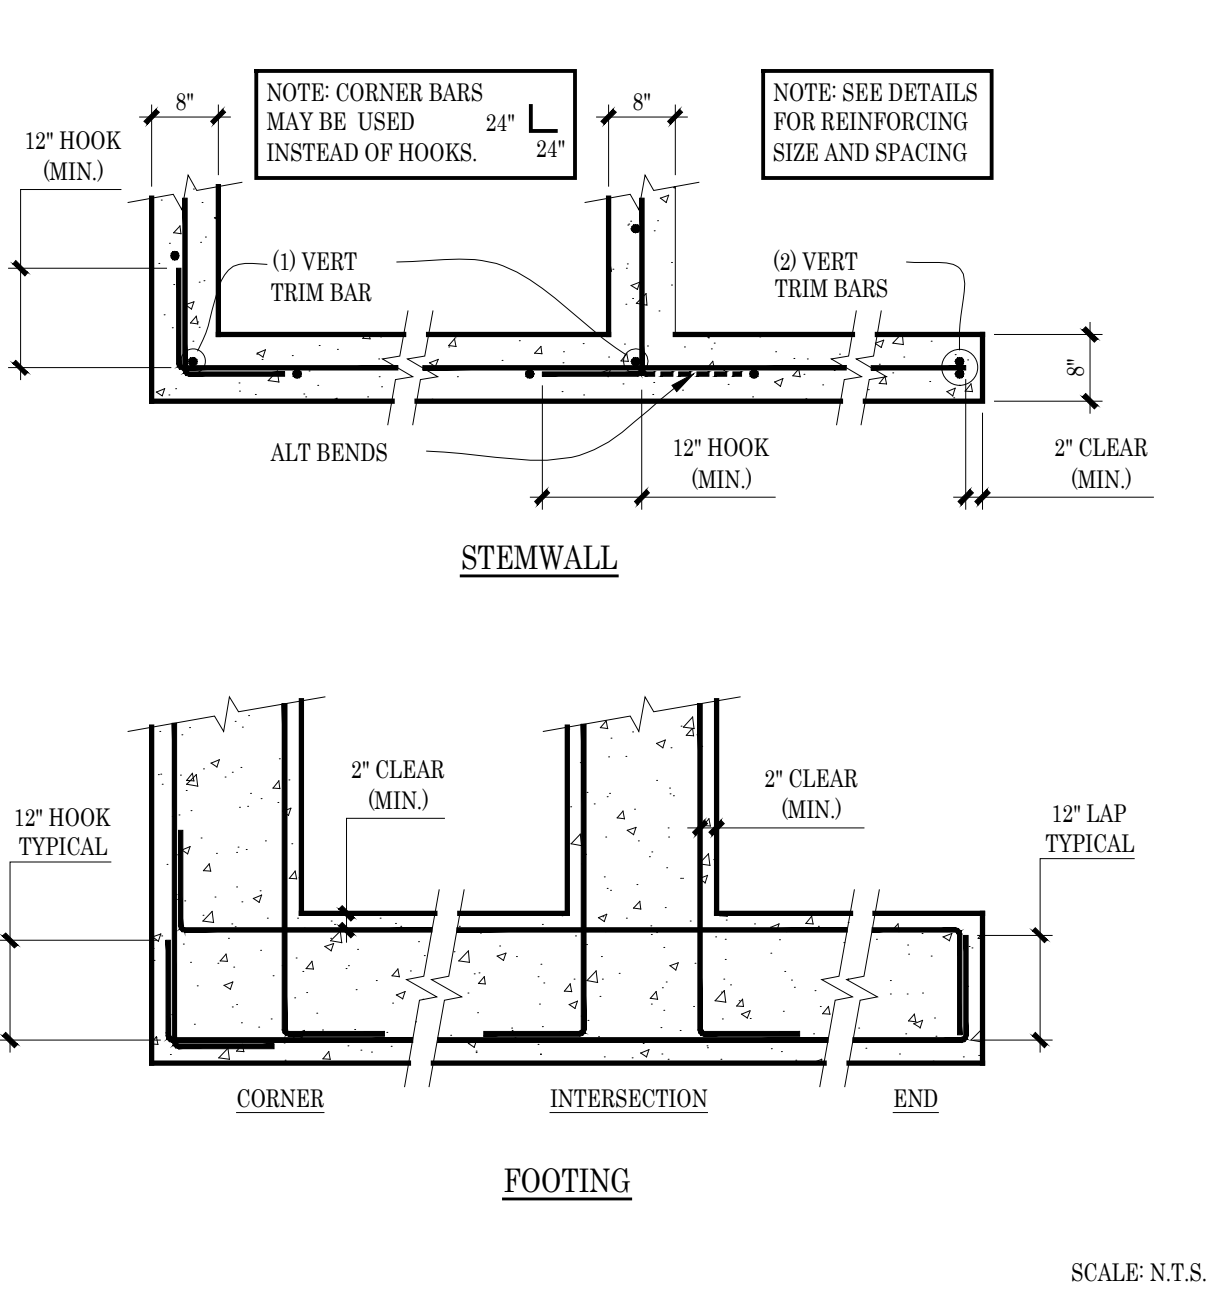 8"
NOTE: CORNER BARS
MAY BE USED
INSTEAD OF HOOKS.
24"
24"
8"
NOTE: SEE DETAILS
FOR REINFORCING
SIZE AND SPACING
12" HOOK
(MIN.)
(1) VERT
TRIM BAR
(2) VERT
TRIM BARS
8"
ALT BENDS
12" HOOK
(MIN.)
2" CLEAR
(MIN.)
STEMWALL
2" CLEAR
(MIN.)
2" CLEAR
(MIN.)
12" HOOK
TYPICAL
12" LAP
TYPICAL
CORNER
INTERSECTION
END
FOOTING
SCALE: N.T.S.